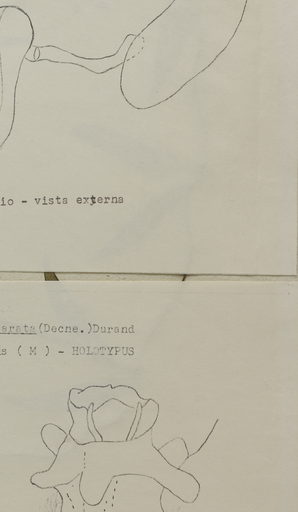 io - vista externa
arata (Decne.) Durand
s ( M ) - HOLOTYPUS